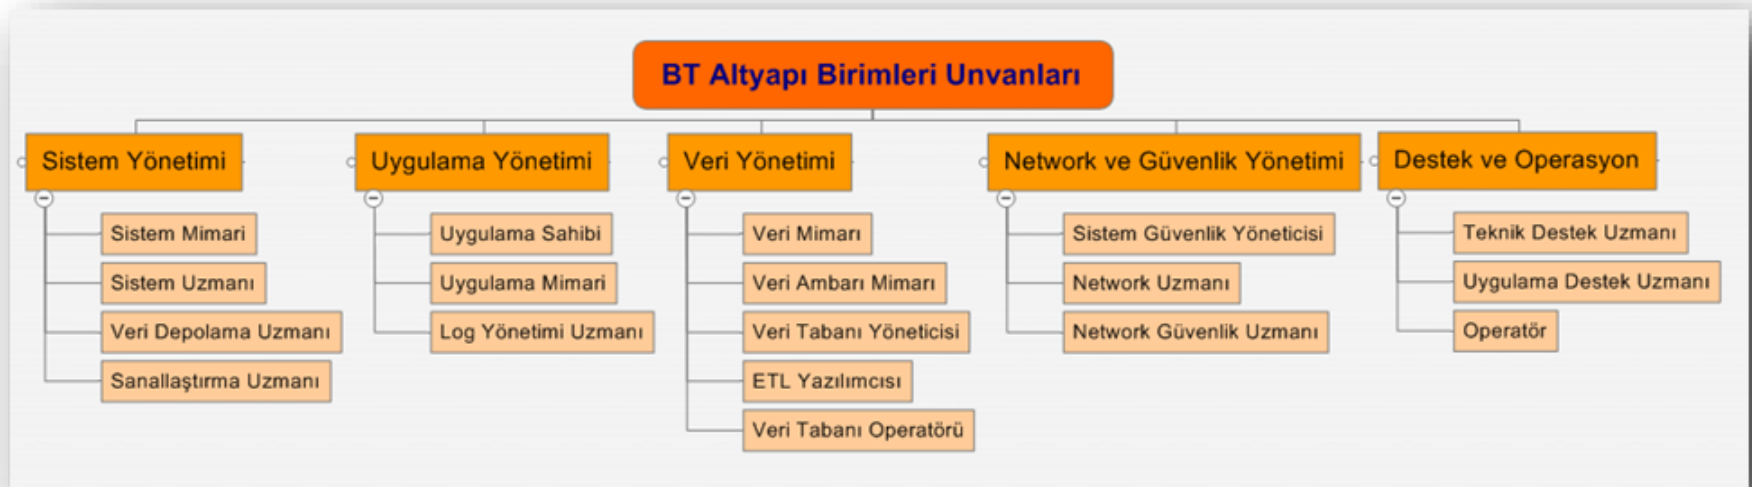 BT Altyapı Birimleri Unvanları
Sistem Yönetimi
Sistem Mimari
Sistem Uzmanı
Veri Depolama Uzmanı
Sanallaştırma Uzmanı
Uygulama Yönetimi
Uygulama Sahibi
Uygulama Mimari
Log Yönetimi Uzmanı
Veri Yönetimi
Veri Mimarı
Veri Ambarı Mimarı
Veri Tabanı Yöneticisi
ETL Yazılımcısı
Veri Tabanı Operatörü
Network ve Güvenlik Yönetimi
Sistem Güvenlik Yöneticisi
Network Uzmanı
Network Güvenlik Uzmanı
Destek ve Operasyon
Teknik Destek Uzmanı
Uygulama Destek Uzmanı
Operatör